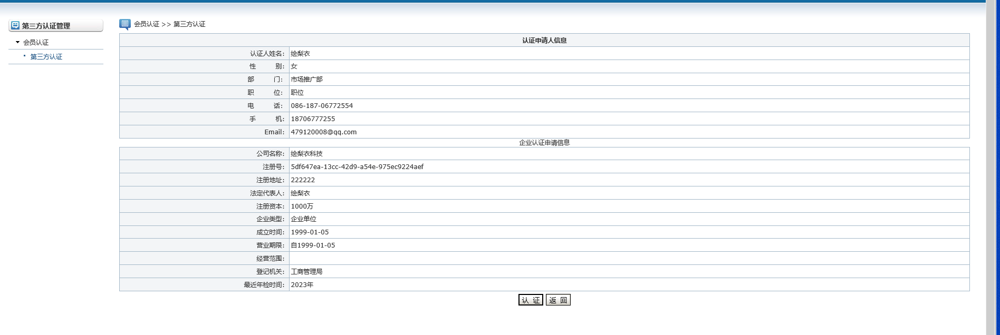 第三方认证管理
会员认证
第三方认证
会员认证 >> 第三方认证
认证申请人信息
认证人姓名: 绘梨衣
性 别: 女
部 门: 市场推广部
职 位: 职位
电 话: 086-187-06772554
手 机: 18706777255
Email: 479120008@qq.com
企业认证申请信息
公司名称: 绘梨衣科技
注册号: 5df647ea-13cc-42d9-a54e-975ec9224aef
注册地址: 222222
法定代表人: 绘梨衣
注册资本: 1000万
企业类型: 企业单位
成立时间: 1999-01-05
营业期限: 自1999-01-05
经营范围:
登记机关: 工商管理局
最近年检时间: 2023年
认 证 返 回